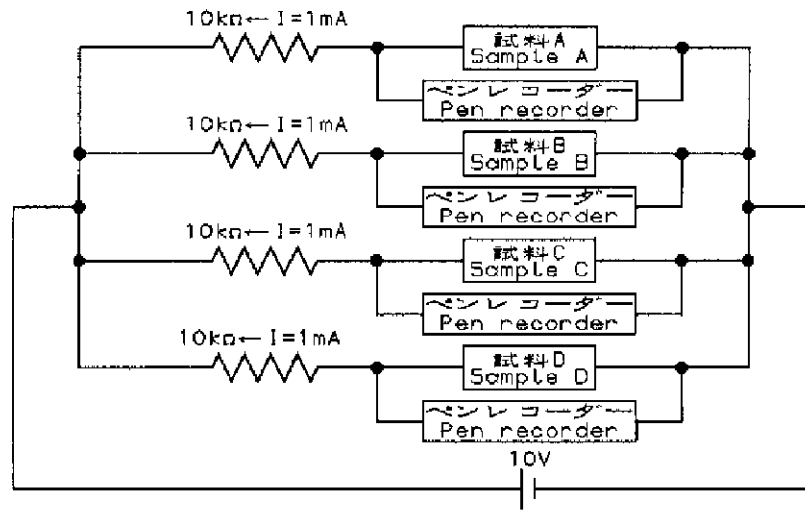 10kΩ← I=1mA
試料A
Sample A
ペンレコーダー
Pen recorder
10kΩ← I=1mA
試料B
Sample B
ペンレコーダー
Pen recorder
10kΩ← I=1mA
試料C
Sample C
ペンレコーダー
Pen recorder
10kΩ← I=1mA
試料D
Sample D
ペンレコーダー
Pen recorder
10V